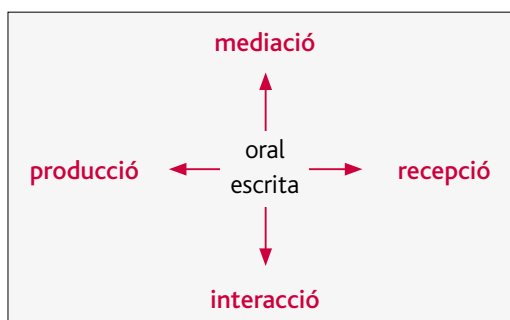 mediació
oral
producció
recepció
escrita
interacció